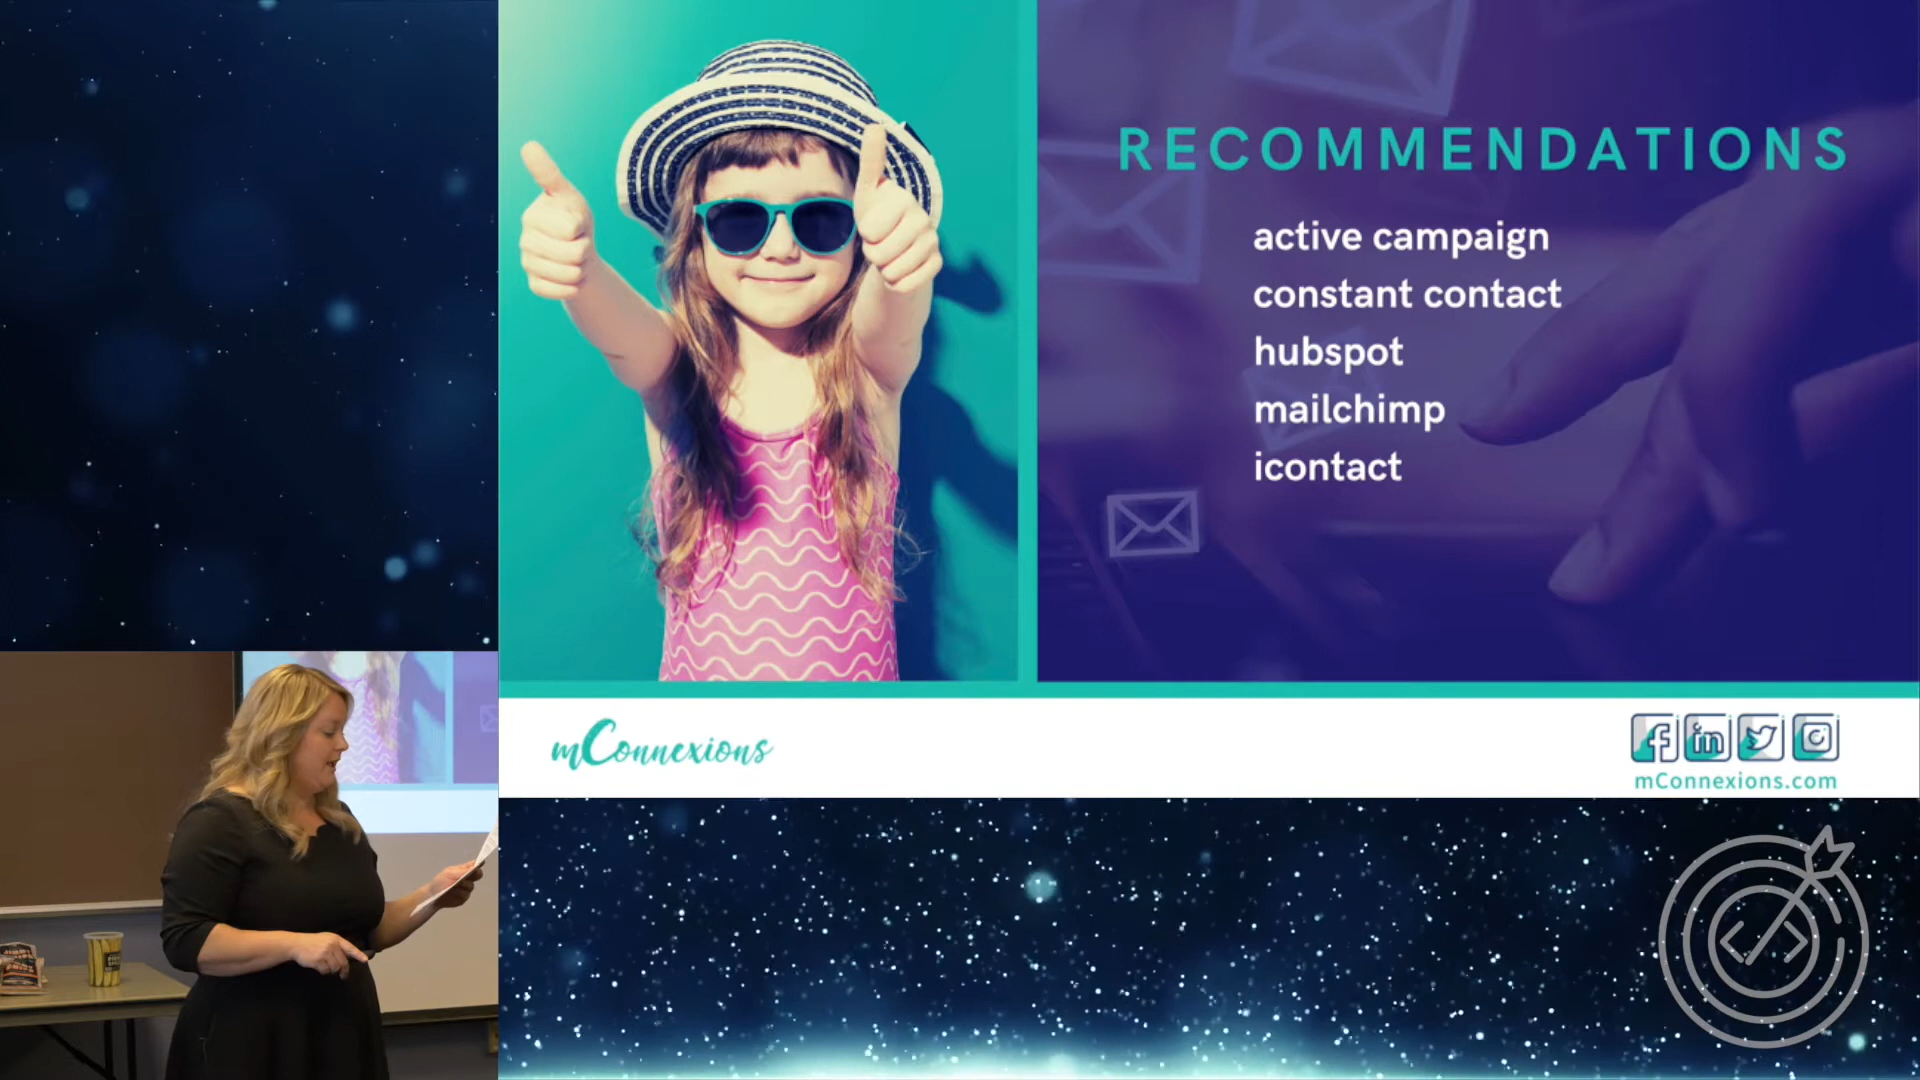 RECOMMENDATIONS
active campaign
constant contact
hubspot
mailchimp
icontact
mConnexions
mConnexions.com